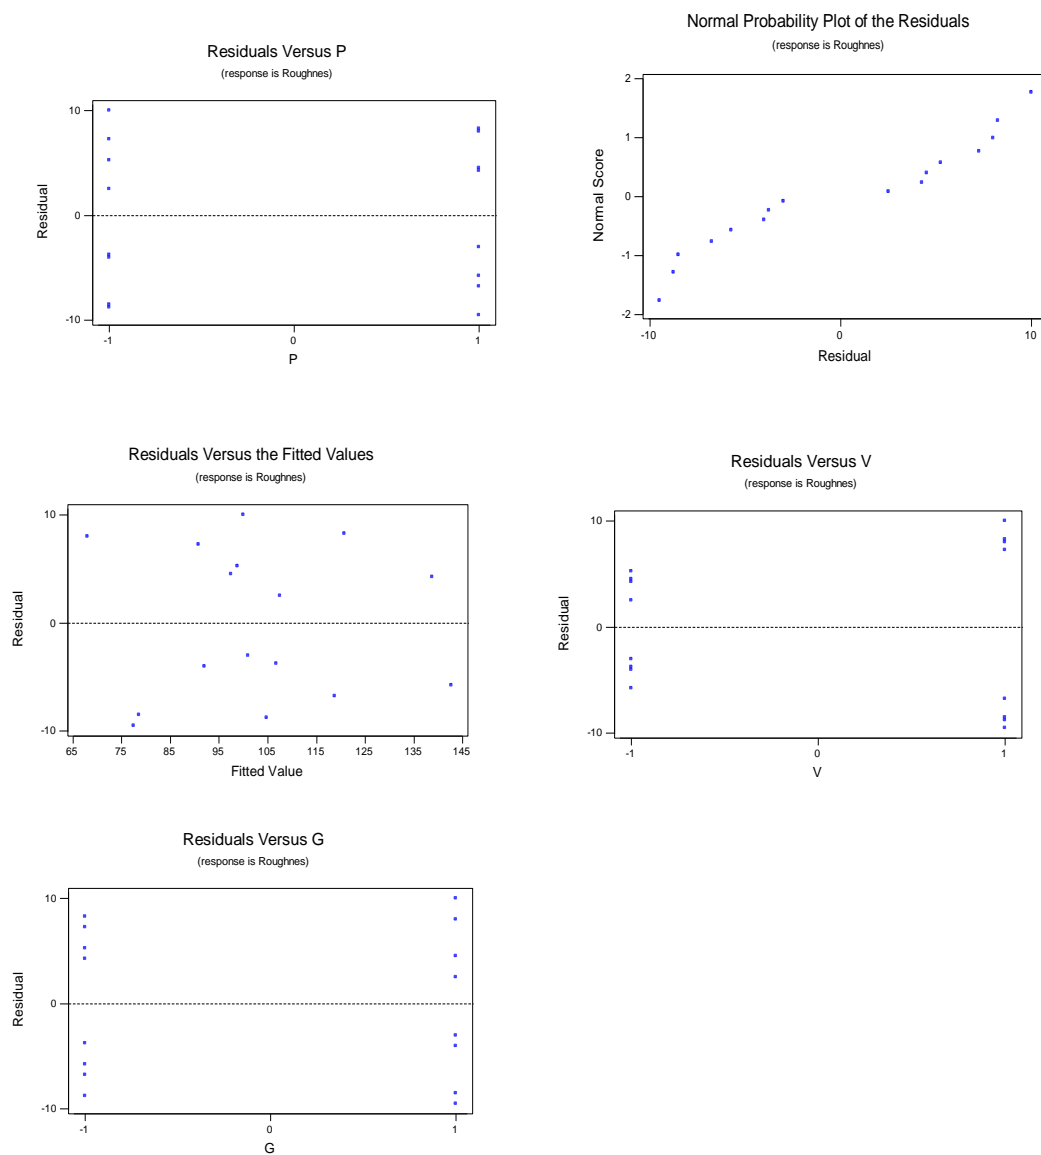 Residuals Versus P
(response is Roughnes)
10
0
-10
Residual
-1
0
1
P
Normal Probability Plot of the Residuals
(response is Roughnes)
2
1
0
-1
-2
Normal Score
-10
0
10
Residual
Residuals Versus the Fitted Values
(response is Roughnes)
10
0
-10
Residual
65 75 85 95 105 115 125 135 145
Fitted Value
Residuals Versus V
(response is Roughnes)
10
0
-10
Residual
-1
0
1
V
Residuals Versus G
(response is Roughnes)
10
0
-10
Residual
-1
0
1
G